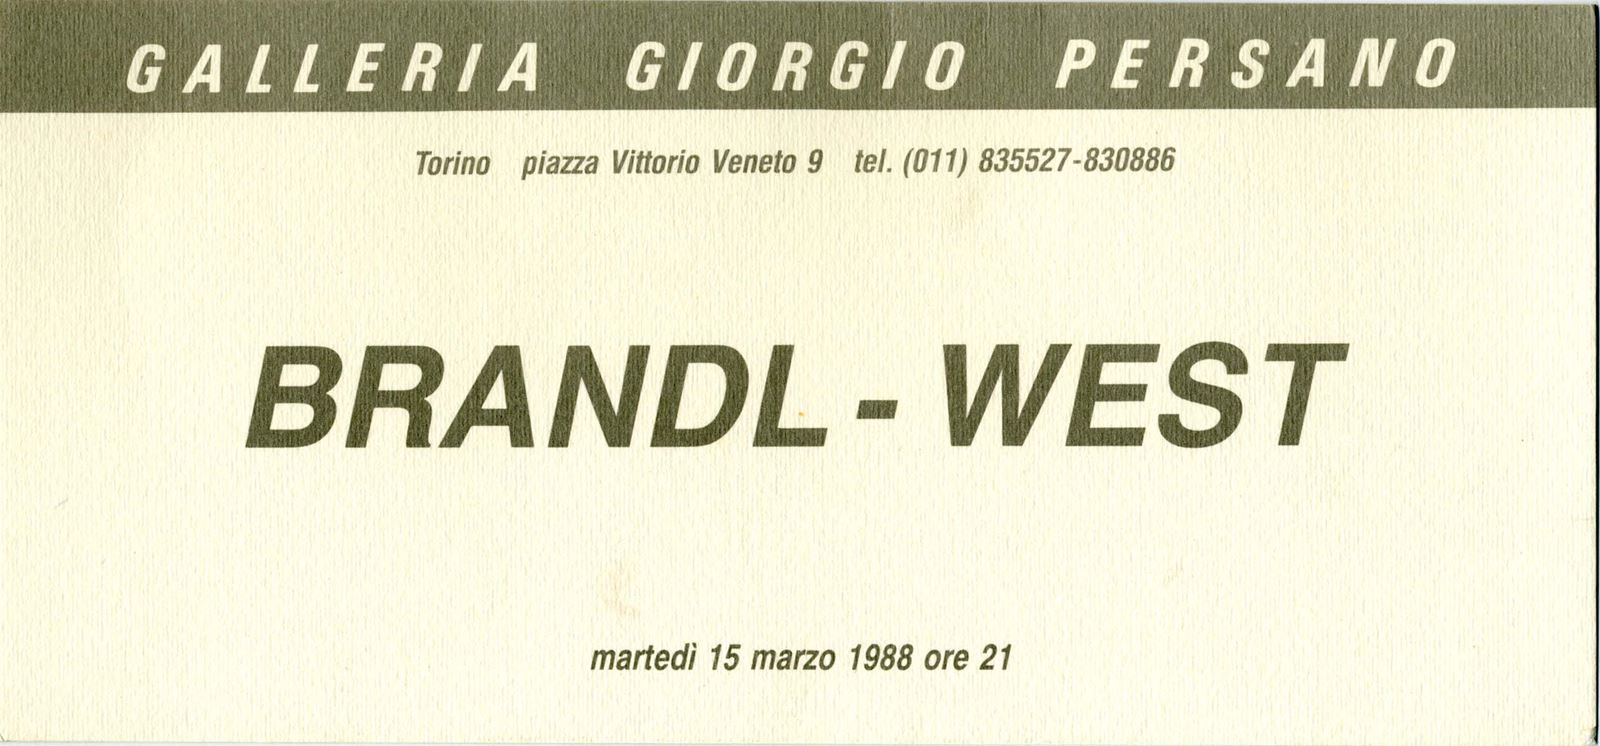 GALLERIA GIORGIO PERSANO
Torino piazza Vittorio Veneto 9 tel. (011) 835527-830886
BRANDL - WEST
martedì 15 marzo 1988 ore 21